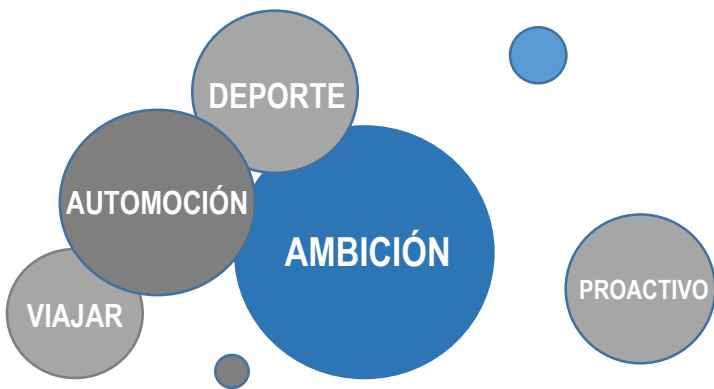 DEPORTE
AUTOMOCIÓN
AMBICIÓN
PROACTIVO
VIAJAR